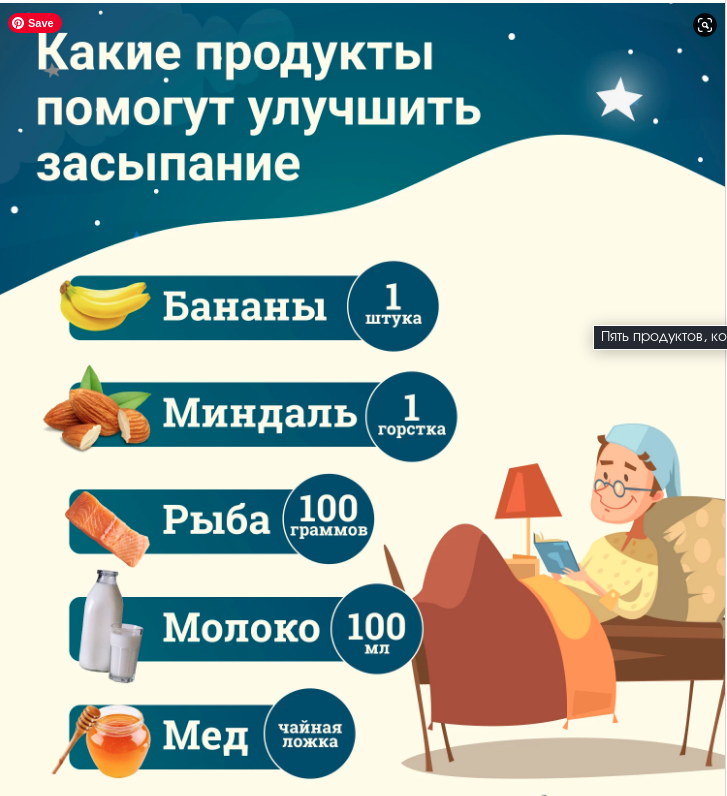 Save
Какие продукты
помогут улучшить
засыпание
Бананы
1
штука
Пять продуктов, ко
Миндаль
1
горстка
Рыба
100
граммов
Молоко
100
мл
Мед
чайная
ложка